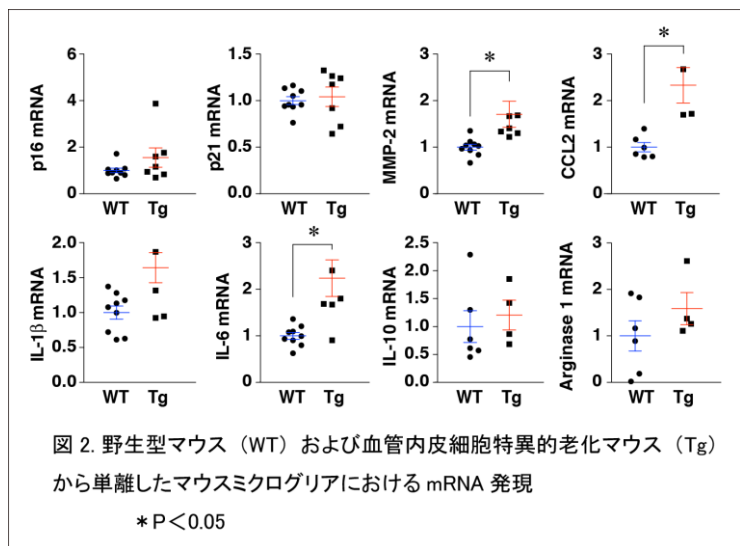 p16 mRNA
6
4
2
0
WT Tg
p21 mRNA
1.5
1.0
0.5
0.0
WT Tg
MMP-2 mRNA
3
2
1
0
*
WT Tg
CCL2 mRNA
3
2
1
0
*
WT Tg
IL-1β mRNA
2.0
1.5
1.0
0.5
0.0
WT Tg
IL-6 mRNA
3
2
1
0
*
WT Tg
IL-10 mRNA
2.5
2.0
1.5
1.0
0.5
0.0
WT Tg
Arginase 1 mRNA
3
2
1
0
WT Tg
図 2. 野生型マウス（WT）および血管内皮細胞特異的老化マウス（Tg）
から単離したマウスミクログリアにおける mRNA 発現
＊P＜0.05